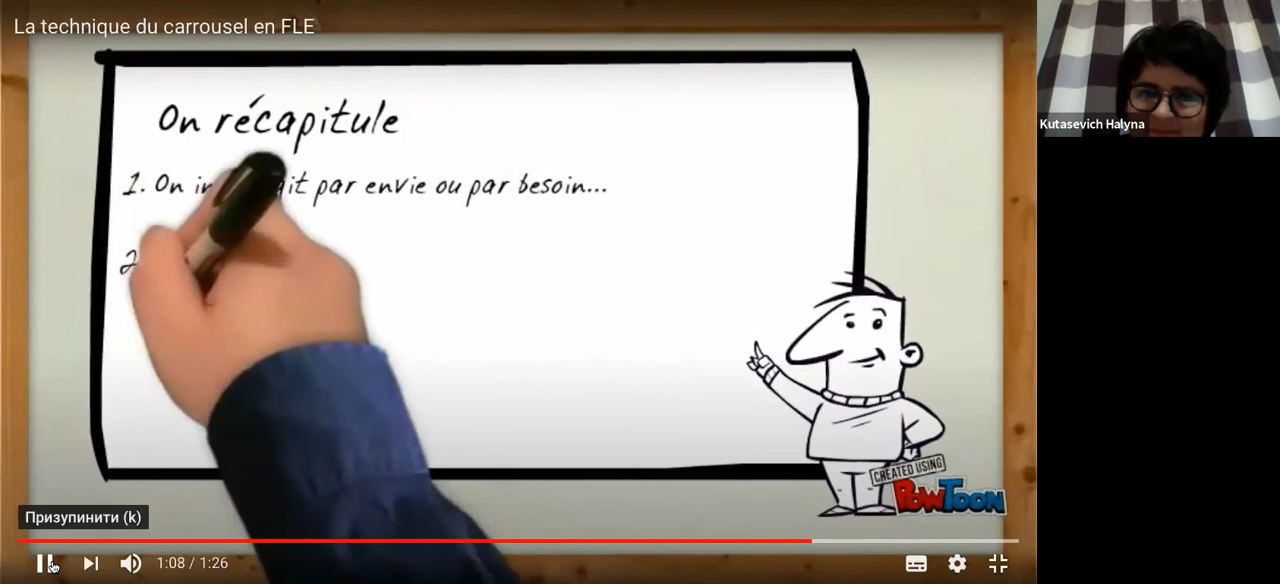 La technique du carrousel en FLE
Kutasevich Halyna
On récapitule
1. On par envie ou par besoin...
2
CREATED USING
POWTOON
Призупинити (k)
1:08 / 1:26